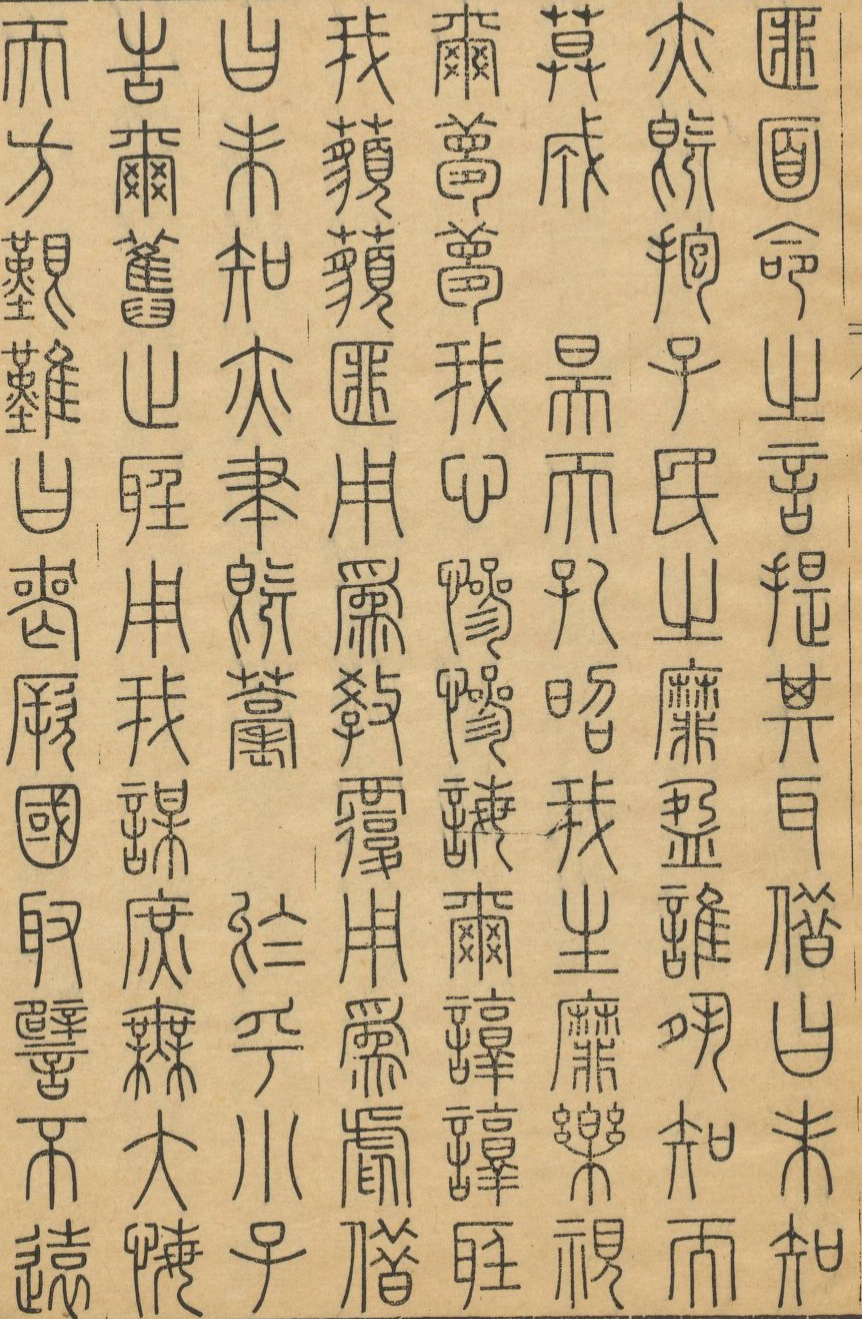 匪面命之言提其耳借曰未知
亦既抱子民之靡盈誰夙知而
莫成　昊天孔昭我生靡樂視
爾夢夢我心慘慘誨爾諄諄聽
我藐藐匪用爲教覆用爲虐借
曰未知亦聿既耄　於乎小子
告爾舊止聽用我謀庶無大悔
天方艱難曰喪厥國取譬不遠